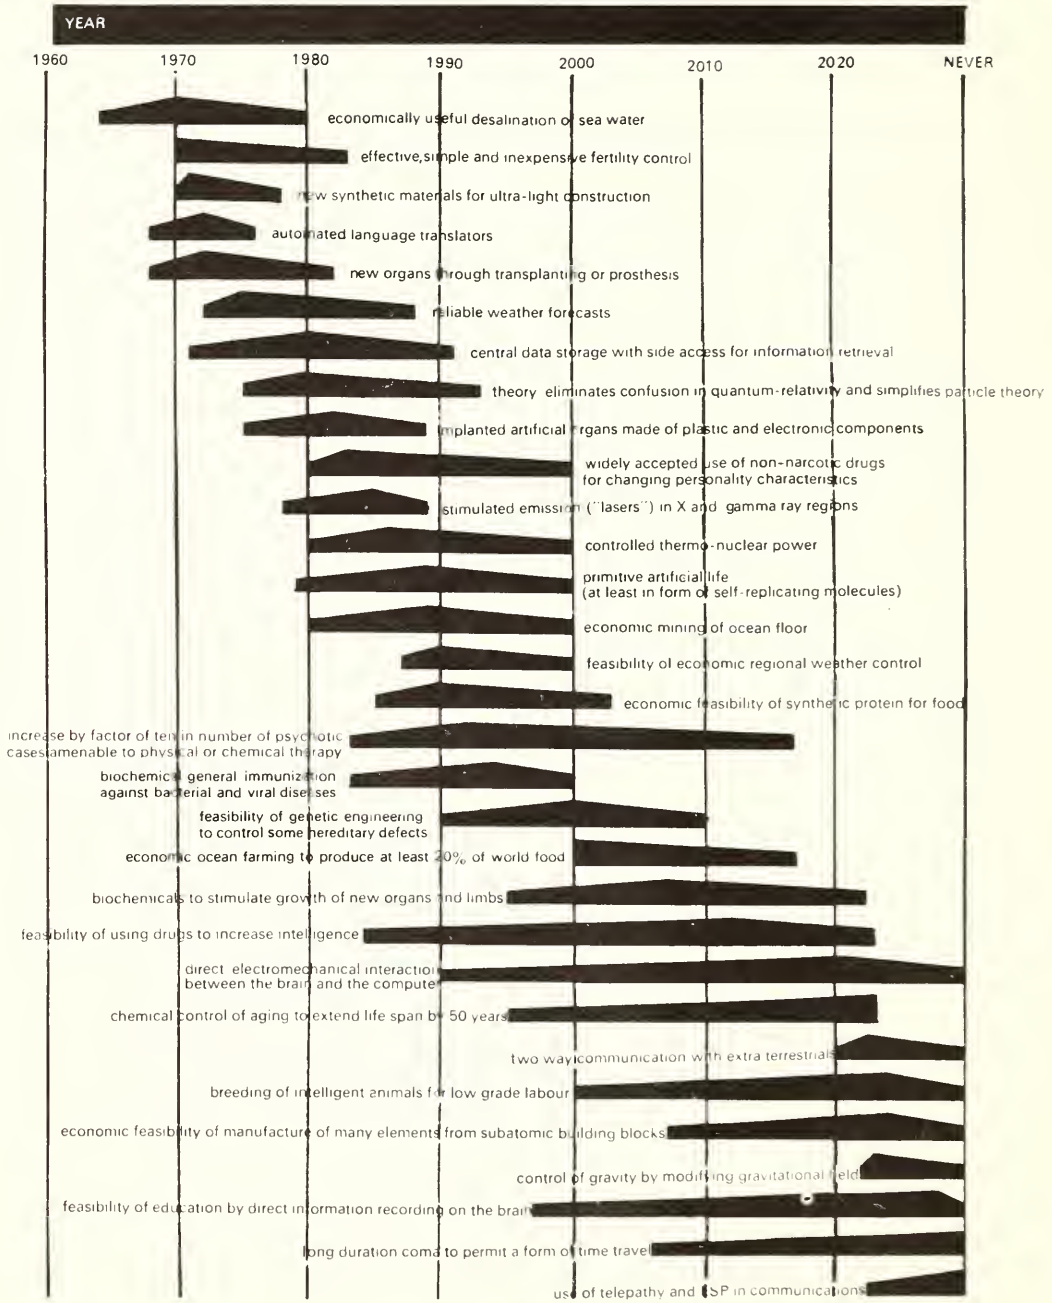 YEAR
1960 1970 1980 1990 2000 2010 2020 NEVER
economically useful desalination of sea water
effective, simple and inexpensive fertility control
new synthetic materials for ultra-light construction
automated language translators
new organs through transplanting or prosthesis
reliable weather forecasts
central data storage with side access for information retrieval
theory eliminates confusion in quantum-relativity and simplifies particle theory
implanted artificial organs made of plastic and electronic components
widely accepted use of non-narcotic drugs
for changing personality characteristics
stimulated emission ("lasers") in X and gamma ray regions
controlled thermo-nuclear power
primitive artificial life
(at least in form of self-replicating molecules)
economic mining of ocean floor
feasibility of economic regional weather control
economic feasibility of synthetic protein for food
increase by factor of ten in number of psychotic
cases amenable to physical or chemical therapy
biochemical general immunization
against bacterial and viral diseases
feasibility of genetic engineering
to control some hereditary defects
economic ocean farming to produce at least 20% of world food
biochemicals to stimulate growth of new organs and limbs
feasibility of using drugs to increase intelligence
direct electromechanical interaction
between the brain and the computer
chemical control of aging to extend life span by 50 years
two way communication with extra terrestrials
breeding of intelligent animals for low grade labour
economic feasibility of manufacture of many elements from subatomic building blocks
control of gravity by modifying gravitational field
feasibility of education by direct information recording on the brain
long duration coma to permit a form of time travel
use of telepathy and ESP in communications